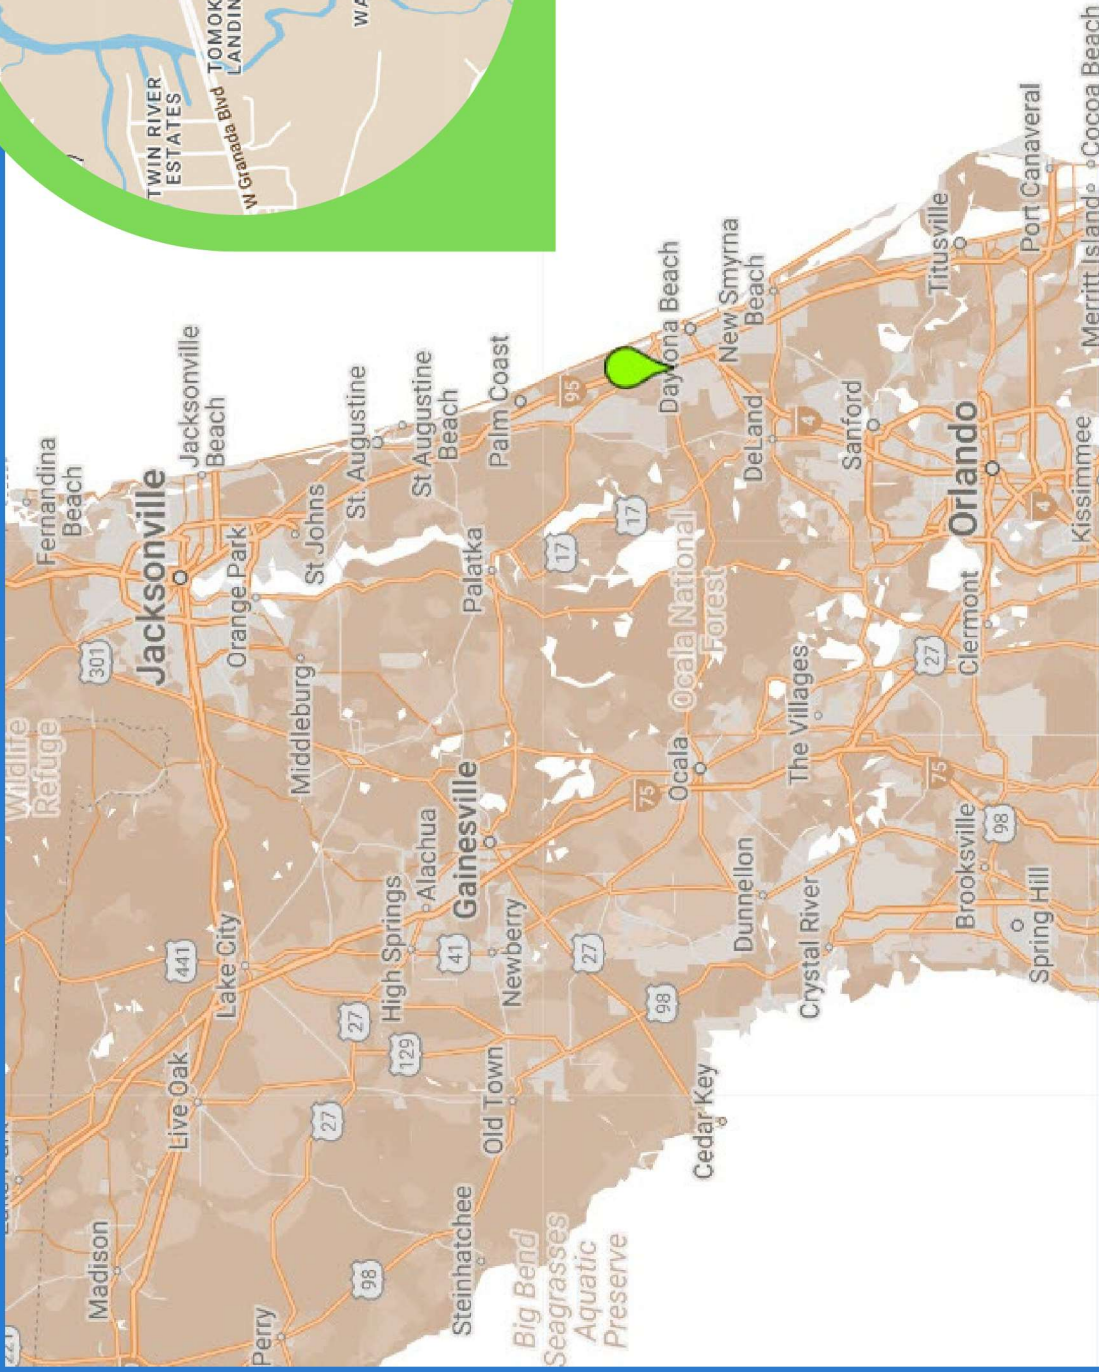 TWIN RIVER
ESTATES
W Granada Blvd
Wildlife
Refuge
301
Fernandina
Beach
Jacksonville
Jacksonville
Beach
Orange Park
St Johns
St. Augustine
St Augustine
Beach
Middleburg
Palatka
Palm Coast
95
441
Lake City
Live Oak
Madison
Perry
98
27
27
129
High Springs
Alachua
Gainesville
41
Newberry
Old Town
Steinhatchee
Big Bend
Seagrasses
Aquatic
Preserve
17
17
Ocala National
Forest
Daytona Beach
New Smyrna
Beach
DeLand
4
Sanford
Titusville
Port Canaveral
Cocoa Beach
Merritt Island
75
Ocala
The Villages
27
98
Cedar Key
Dunnellon
Crystal River
Brooksville
98
Spring Hill
75
27
Clermont
Orlando
4
Kissimmee